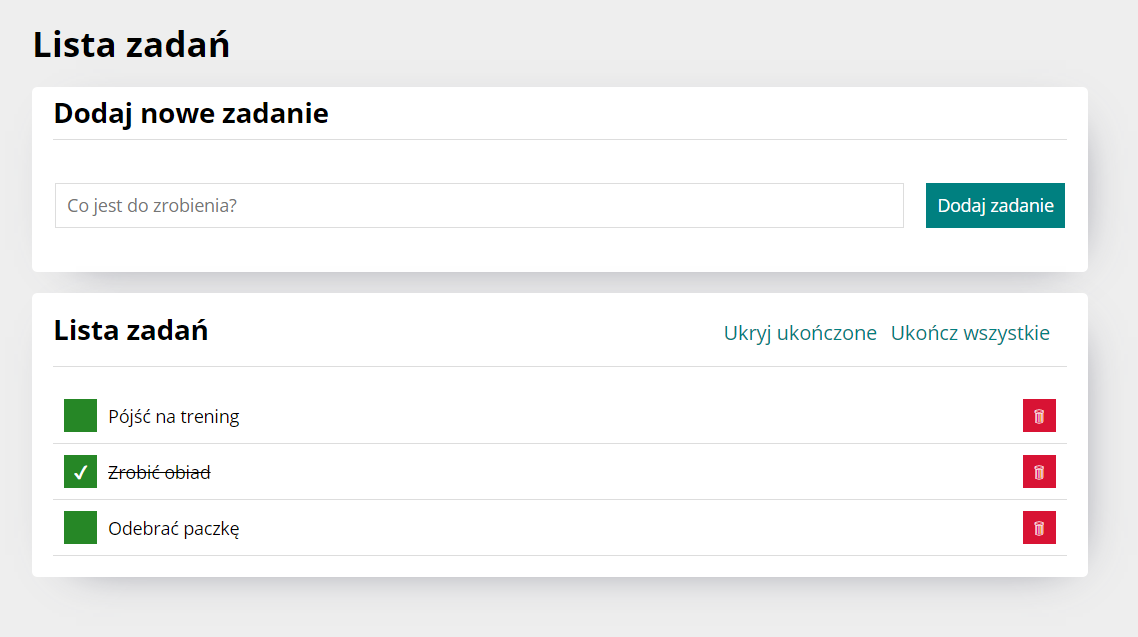 Lista zadań
Dodaj nowe zadanie
Co jest do zrobienia?
Dodaj zadanie
Lista zadań
Ukryj ukończone Ukończ wszystkie
Pójść na trening
Zrobić obiad
Odebrać paczkę